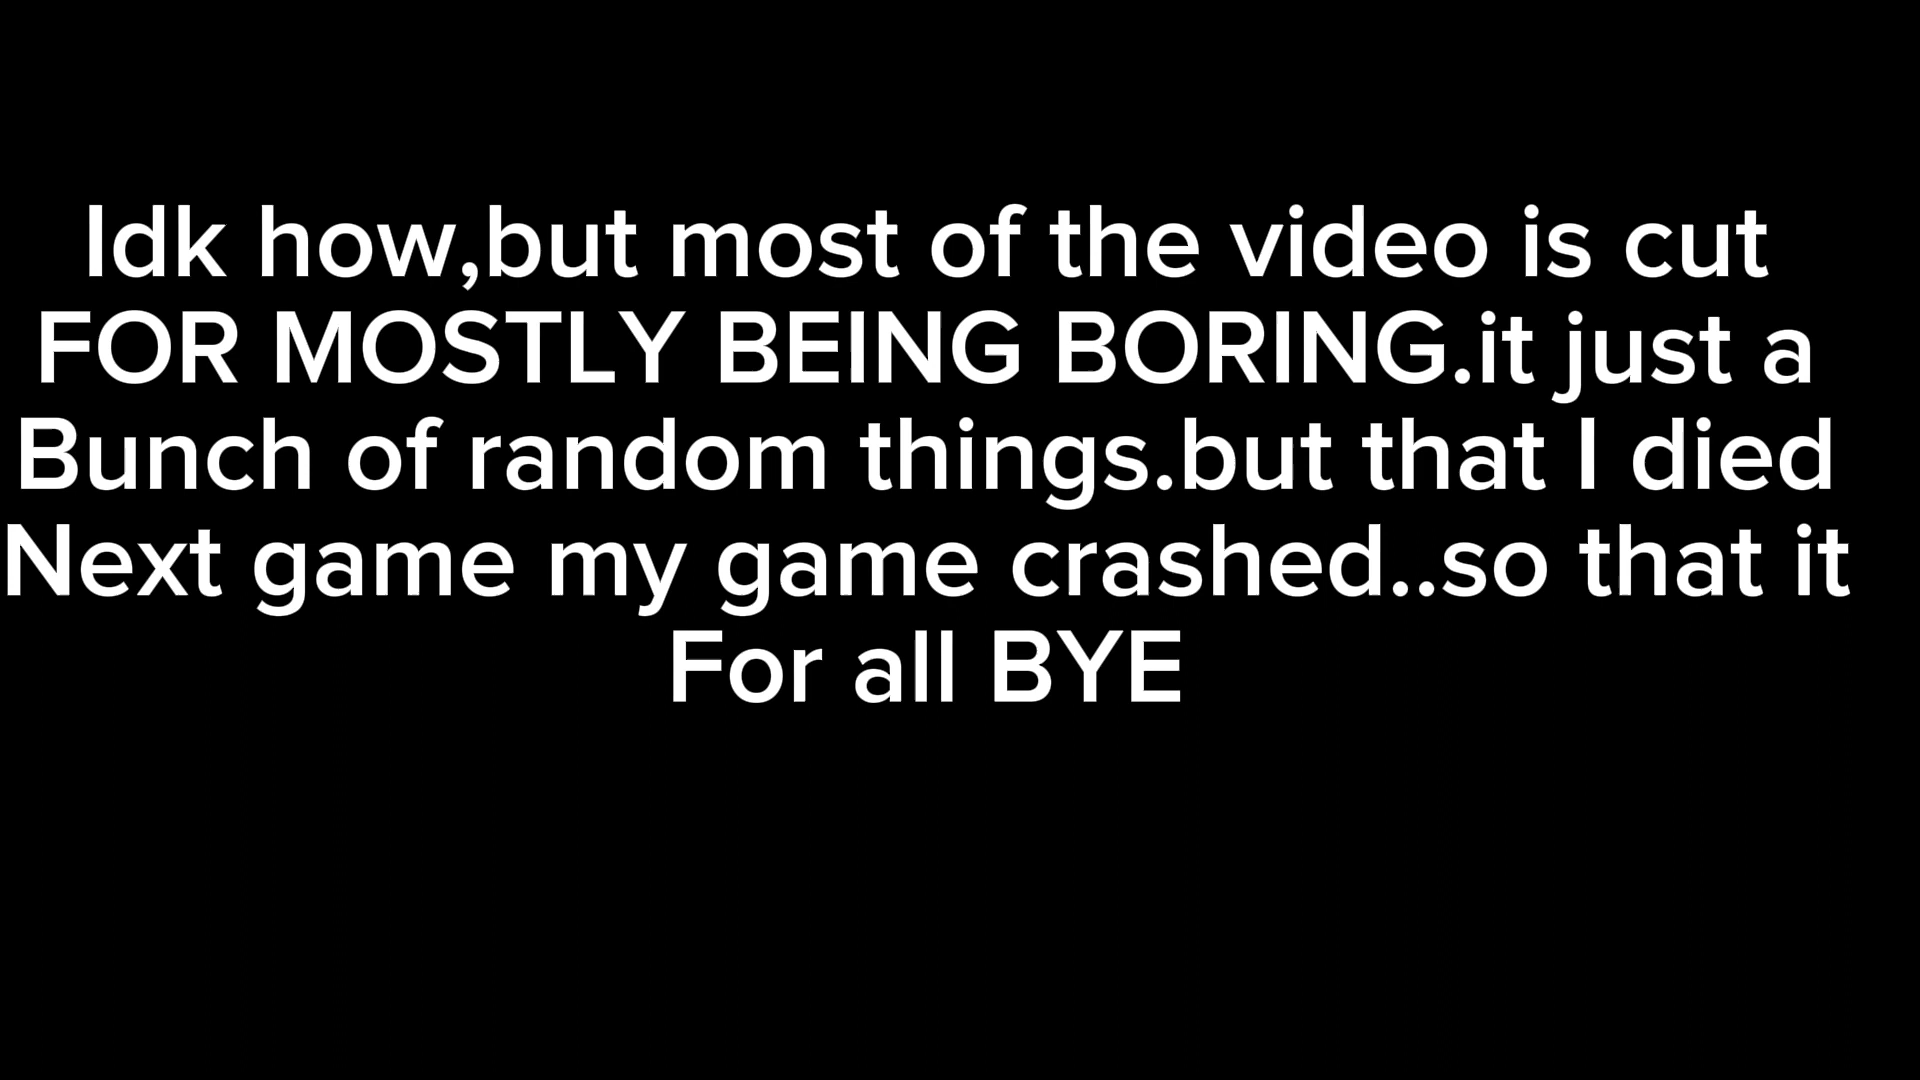 Idk how,but most of the video is cut
FOR MOSTLY BEING BORING.it just a
Bunch of random things.but that I died
Next game my game crashed..so that it
For all BYE